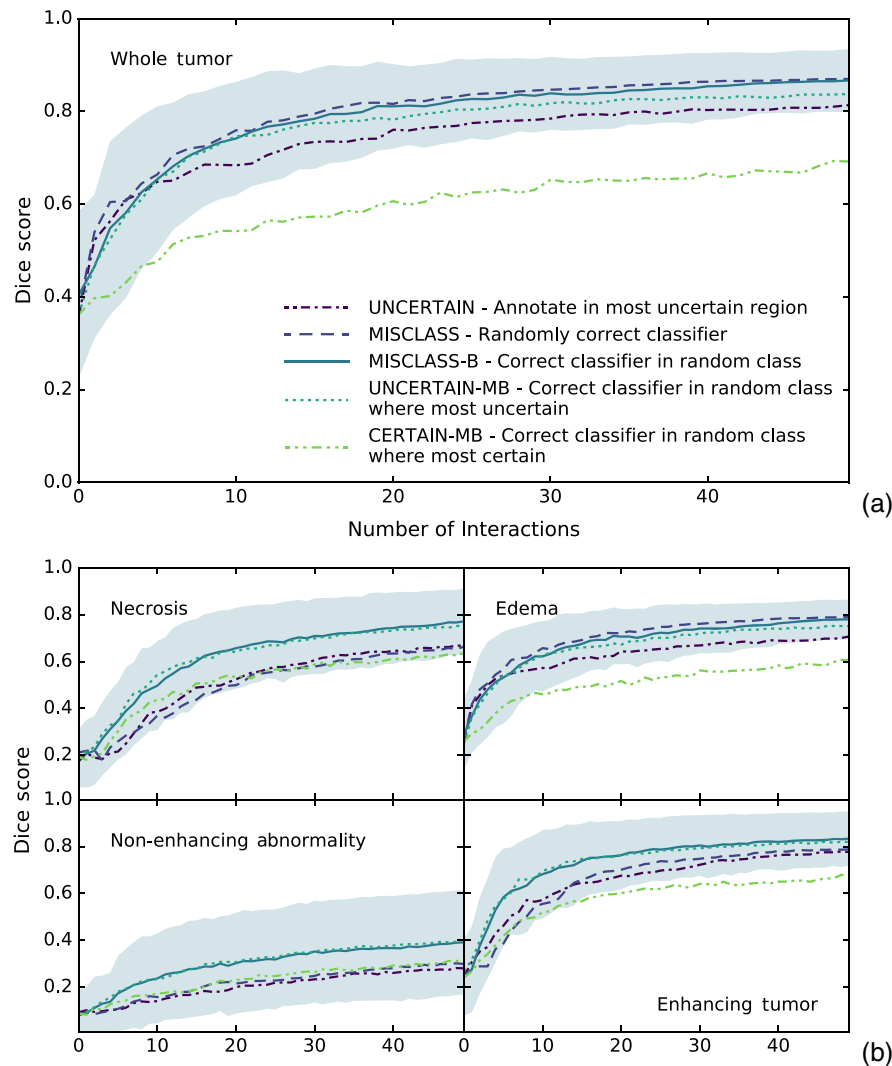 1.0
Whole tumor
0.8
0.6
Dice score
0.4
UNCERTAIN - Annotate in most uncertain region
MISCLASS - Randomly correct classifier
MISCLASS-B - Correct classifier in random class
0.2
UNCERTAIN-MB - Correct classifier in random class
where most uncertain
CERTAIN-MB - Correct classifier in random class
where most certain
0.0
0 10 20 30 40
(a)
Number of Interactions
1.0
Necrosis Edema
0.8
0.6
0.4
0.2
Dice score
1.0
Non-enhancing abnormality
0.8
0.6
0.4
0.2
Enhancing tumor
0 10 20 30 40 0 10 20 30 40
(b)